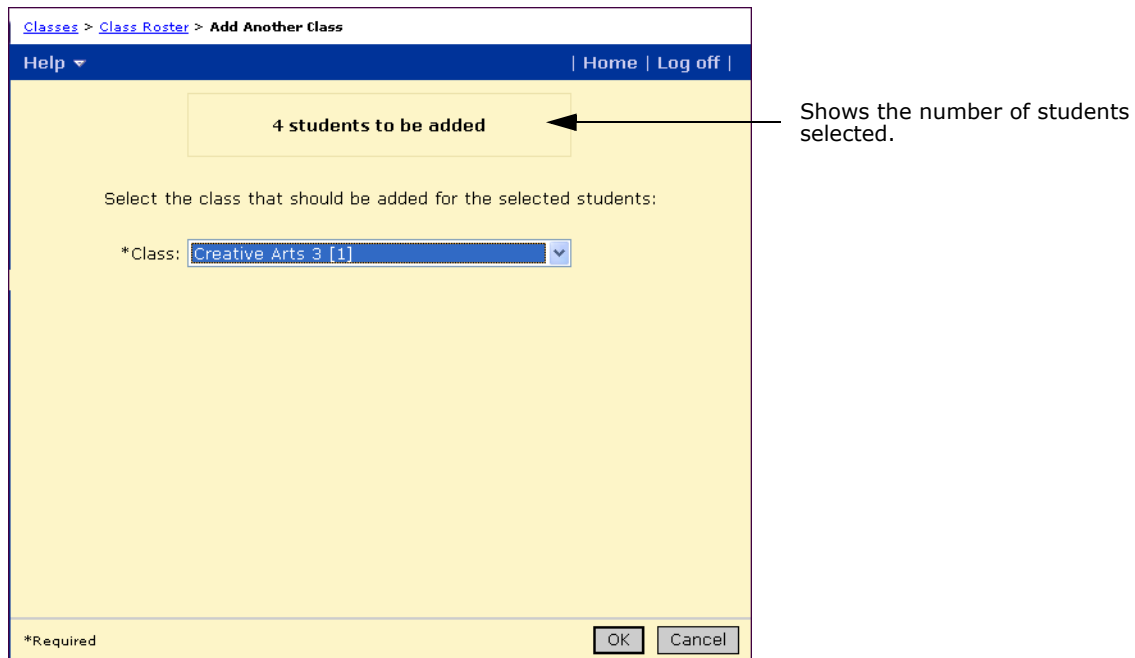 Classes > Class Roster > Add Another Class
Help | Home | Log off |
4 students to be added
Shows the number of students
selected.
Select the class that should be added for the selected students:
*Class: Creative Arts 3 [1]
*Required OK Cancel